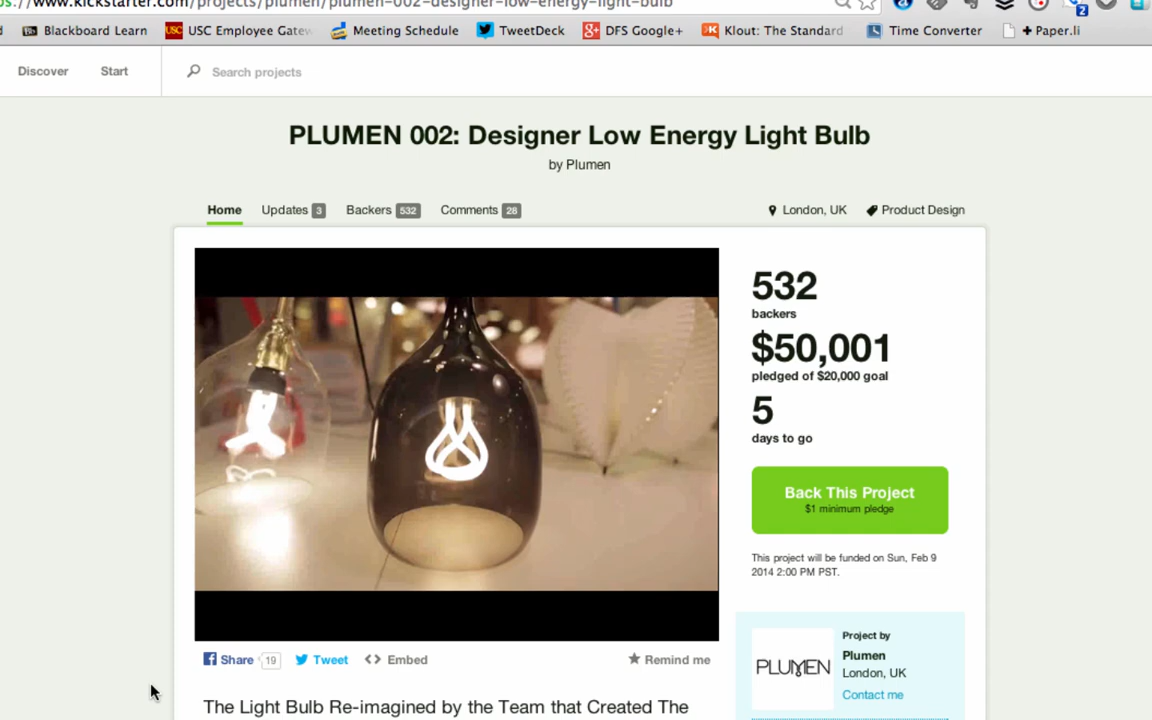 www.kickstarter.com/projects/plumen/plumen-002-designer-low-energy-light-bulb
2
Blackboard Learn USC USC Employee Gatew Meeting Schedule TweetDeck DFS Google+ Klout: The Standard Time Converter + Paper.li
Discover Start Search projects
PLUMEN 002: Designer Low Energy Light Bulb
by Plumen
Home Updates 3 Backers 532 Comments 28 London, UK Product Design
532
backers
$50,001
pledged of $20,000 goal
5
days to go
Back This Project
$1 minimum pledge
This project will be funded on Sun, Feb 9
2014 2:00 PM PST.
Share 19 Tweet Embed Remind me
Project by
Plumen
London, UK
Contact me
PLUMEN
The Light Bulb Re-imagined by the Team that Created The